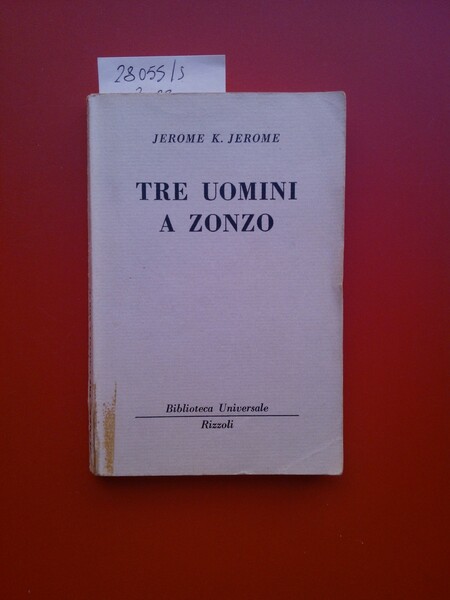 28055/s
JEROME K. JEROME
TRE UOMINI
A ZONZO
Biblioteca Universale
Rizzoli